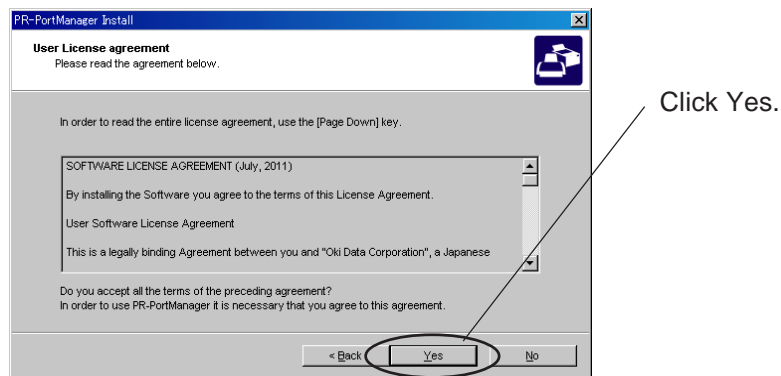 PR-PortManager Install
User License agreement
Please read the agreement below.
Click Yes.
In order to read the entire license agreement, use the [Page Down] key.
SOFTWARE LICENSE AGREEMENT (July, 2011)
By installing the Software you agree to the terms of this License Agreement.
User Software License Agreement
This is a legally binding Agreement between you and "Oki Data Corporation", a Japanese
Do you accept all the terms of the preceding agreement?
In order to use PR-PortManager it is necessary that you agree to this agreement.
< Back Yes No